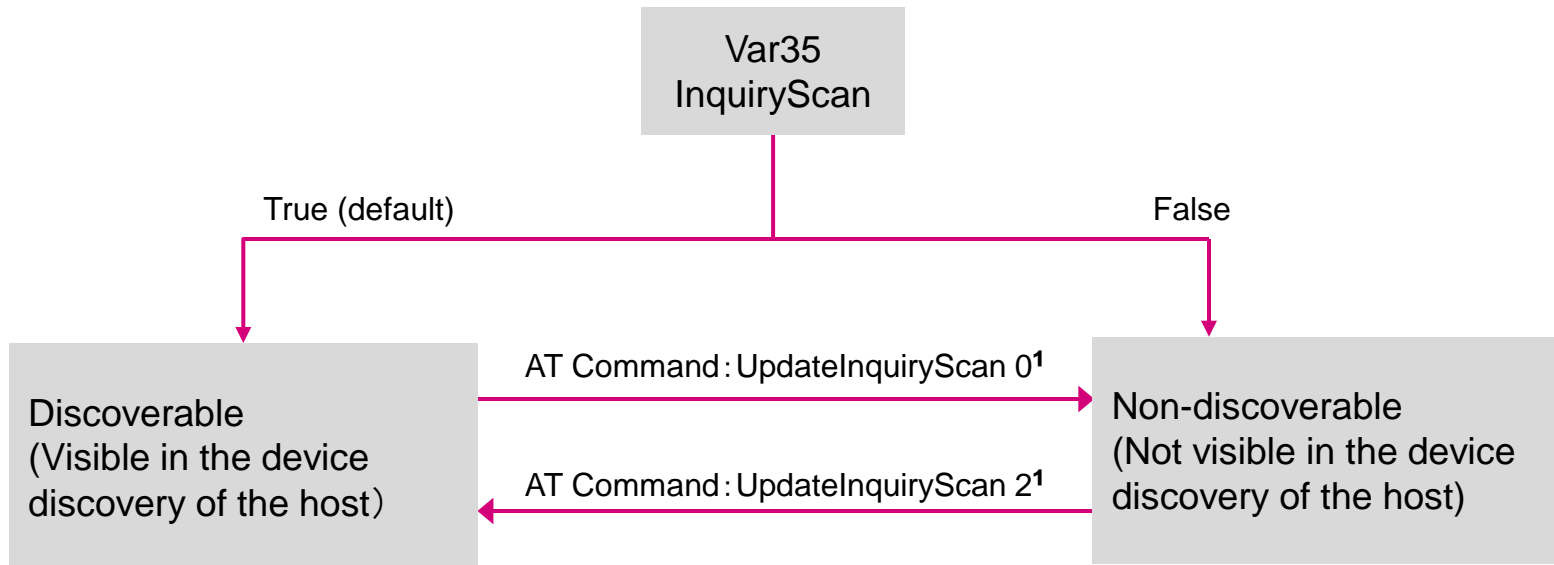 Var35
InquiryScan
True (default)
False
AT Command：UpdateInquiryScan 0¹
Discoverable
(Visible in the device
discovery of the host）
Non-discoverable
(Not visible in the device
discovery of the host)
AT Command：UpdateInquiryScan 2¹